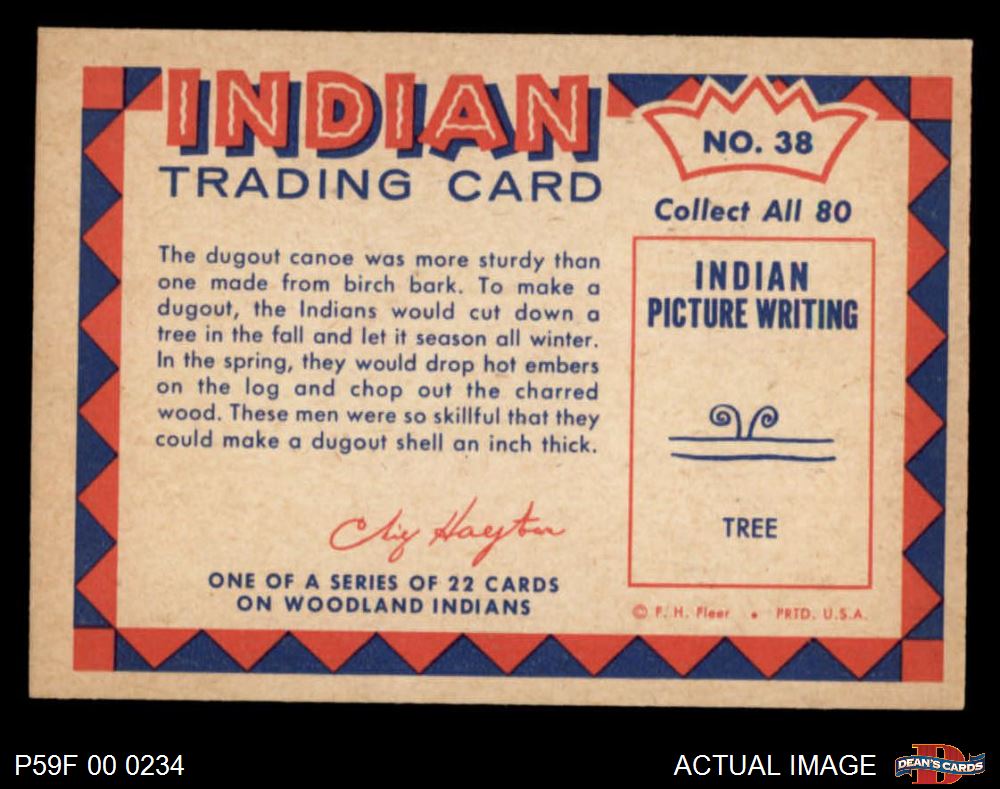 INDIAN
TRADING CARD
NO. 38
Collect All 80
The dugout canoe was more sturdy than
one made from birch bark. To make a
dugout, the Indians would cut down a
tree in the fall and let it season all winter.
In the spring, they would drop hot embers
on the log and chop out the charred
wood. These men were so skillful that they
could make a dugout shell an inch thick.
ONE OF A SERIES OF 22 CARDS
ON WOODLAND INDIANS
INDIAN
PICTURE WRITING
TREE
© F. H. Fleer • PRTD. U.S.A.
P59F 00 0234
ACTUAL IMAGE
DEAN'S CARDS